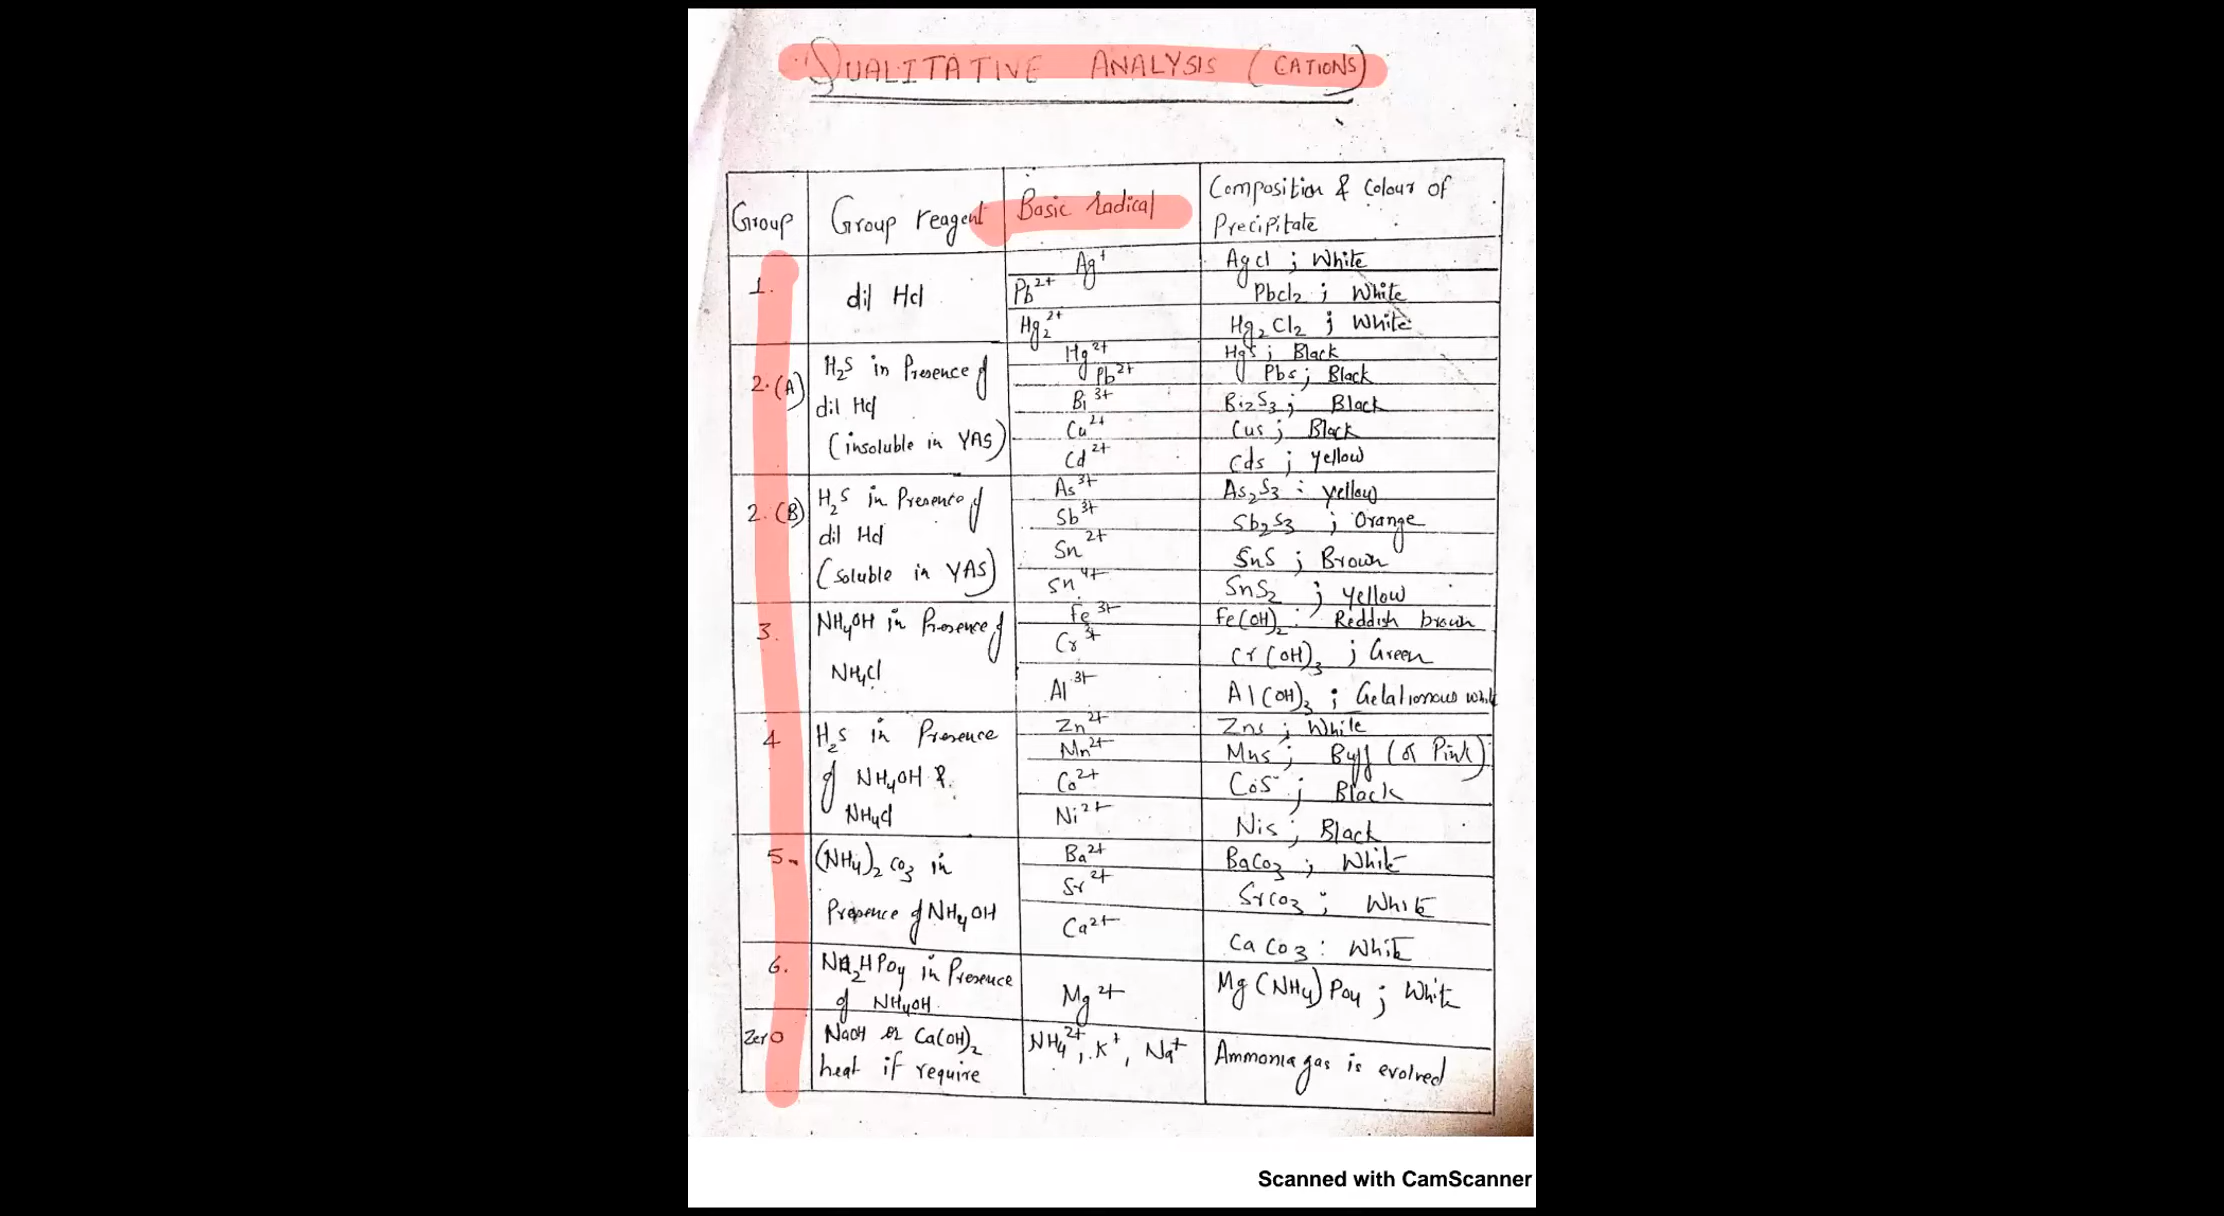 QUALITATIVE ANALYSIS (CATIONS)
Group
Group reagent
Basic radical
Composition & Colour of
Precipitate
1.
dil Hcl
Ag+
Agcl ; White
Pb2+
Pbcl2 ; White
Hg2 2+
Hg2Cl2 ; White
2.(A)
H2S in Presence of
dil Hcl
(insoluble in YAS)
Hg2+
Hgs ; Black
Pb2+
Pbs ; Black
Bi3+
Bi2S3 ; Black
Cu2+
Cus ; Black
Cd2+
Cds ; yellow
2.(B)
H2S in Presence of
dil Hcl
(soluble in YAS)
As3+
As2S3 : yellow
Sb3+
Sb2S3 ; Orange
Sn2+
SnS ; Brown
Sn4+
SnS2 ; yellow
3.
NH4OH in Presence of
NH4Cl
Fe3+
Fe(OH)2 : Reddish brown
Cr3+
Cr(OH)3 ; Green
Al3+
Al(OH)3 ; Gelationous white
4
H2S in Presence
of NH4OH &
NH4Cl
Zn2+
Zns ; White
Mn2+
Mns ; Buff (or Pink)
Co2+
CoS ; Black
Ni2+
Nis ; Black
5.
(NH4)2 CO3 in
Presence of NH4OH
Ba2+
BaCO3 ; White
Sr2+
SrCO3 ; White
Ca2+
CaCO3 : White
6.
Na2HPO4 in Presence
of NH4OH
Mg2+
Mg(NH4)PO4 ; White
Zero
NaOH or Ca(OH)2
heat if require
NH4 2+, K+, Na+
Ammonia gas is evolved
Scanned with CamScanner